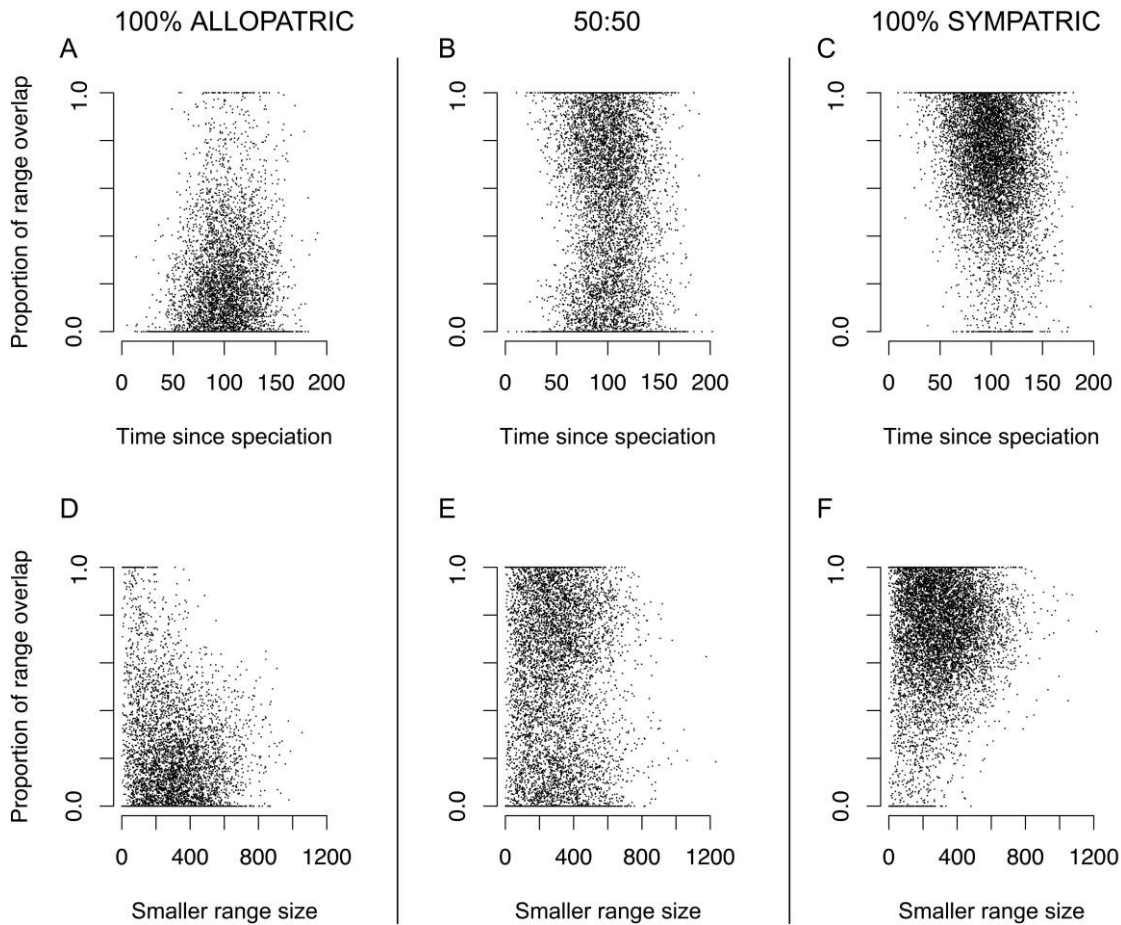 100% ALLOPATRIC
50:50
100% SYMPATRIC
A
B
C
Proportion of range overlap
1.0
0.0
1.0
0.0
1.0
0.0
0 50 100 150 200
0 50 100 150 200
0 50 100 150 200
Time since speciation
Time since speciation
Time since speciation
D
E
F
Proportion of range overlap
1.0
0.0
1.0
0.0
1.0
0.0
0 400 800 1200
0 400 800 1200
0 400 800 1200
Smaller range size
Smaller range size
Smaller range size